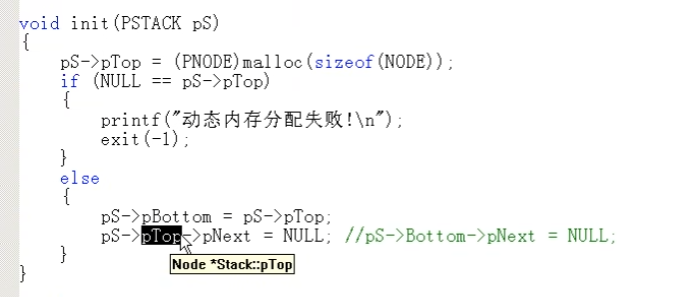 void init(PSTACK pS)
{
pS->pTop = (PNODE)malloc(sizeof(NODE));
if (NULL == pS->pTop)
{
printf("动态内存分配失败!\n");
exit(-1);
}
else
{
pS->pBottom = pS->pTop;
pS->pTop->pNext = NULL; //pS->Bottom->pNext = NULL;
}
Node *Stack::pTop
}